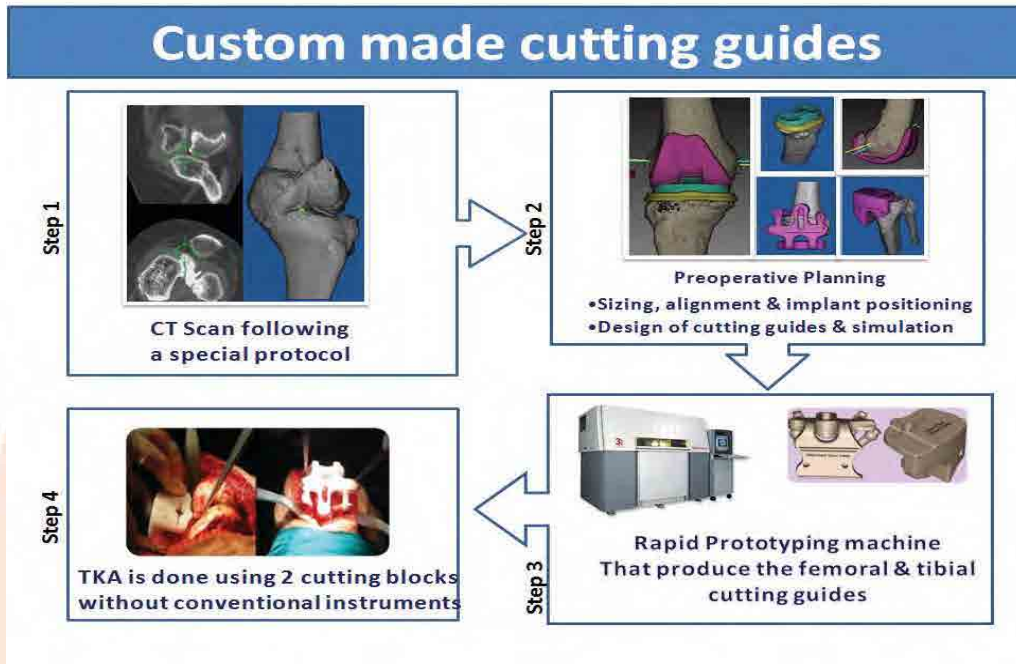 Custom made cutting guides
Step 1
CT Scan following
a special protocol
Step 2
Preoperative Planning
•Sizing, alignment & implant positioning
•Design of cutting guides & simulation
Step 3
Rapid Prototyping machine
That produce the femoral & tibial
cutting guides
Step 4
TKA is done using 2 cutting blocks
without conventional instruments